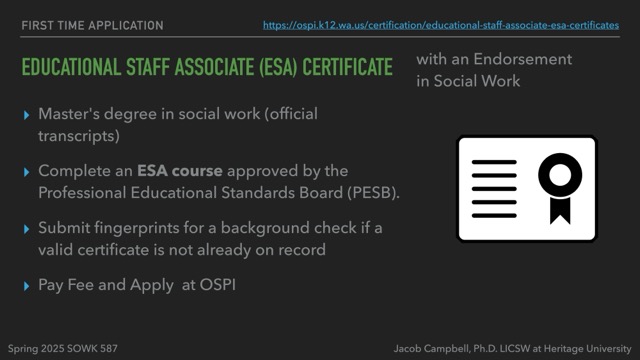 FIRST TIME APPLICATION
https://ospi.k12.wa.us/certification/educational-staff-associate-esa-certificates
EDUCATIONAL STAFF ASSOCIATE (ESA) CERTIFICATE
with an Endorsement
in Social Work
▸ Master's degree in social work (official
transcripts)
▸ Complete an ESA course approved by the
Professional Educational Standards Board (PESB).
▸ Submit fingerprints for a background check if a
valid certificate is not already on record
▸ Pay Fee and Apply at OSPI
Spring 2025 SOWK 587
Jacob Campbell, Ph.D. LICSW at Heritage University